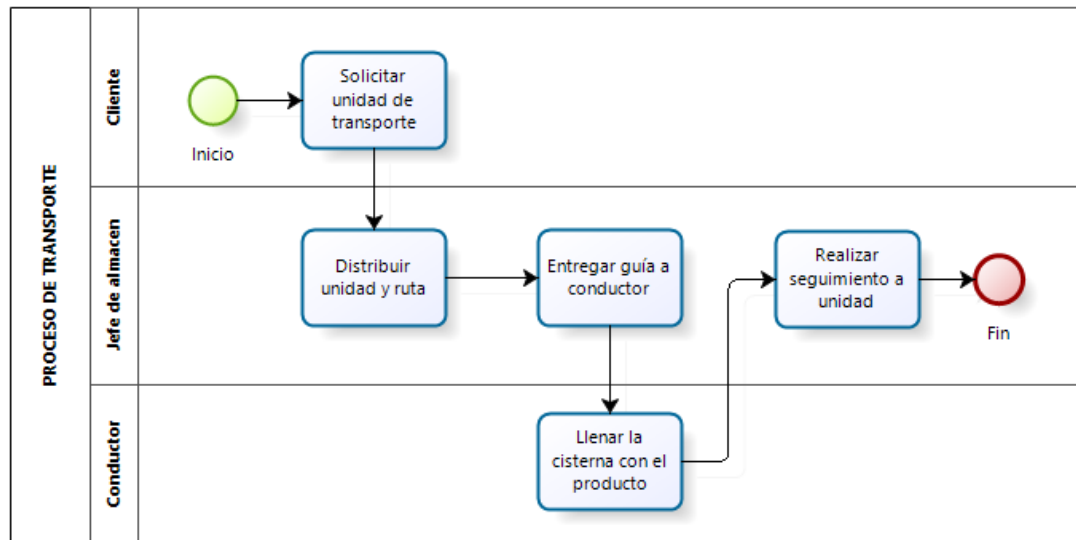 PROCESO DE TRANSPORTE
Cliente
Inicio
Solicitar
unidad de
transporte
Jefe de almacen
Distribuir
unidad y ruta
Entregar guía a
conductor
Realizar
seguimiento a
unidad
Fin
Conductor
Llenar la
cisterna con el
producto